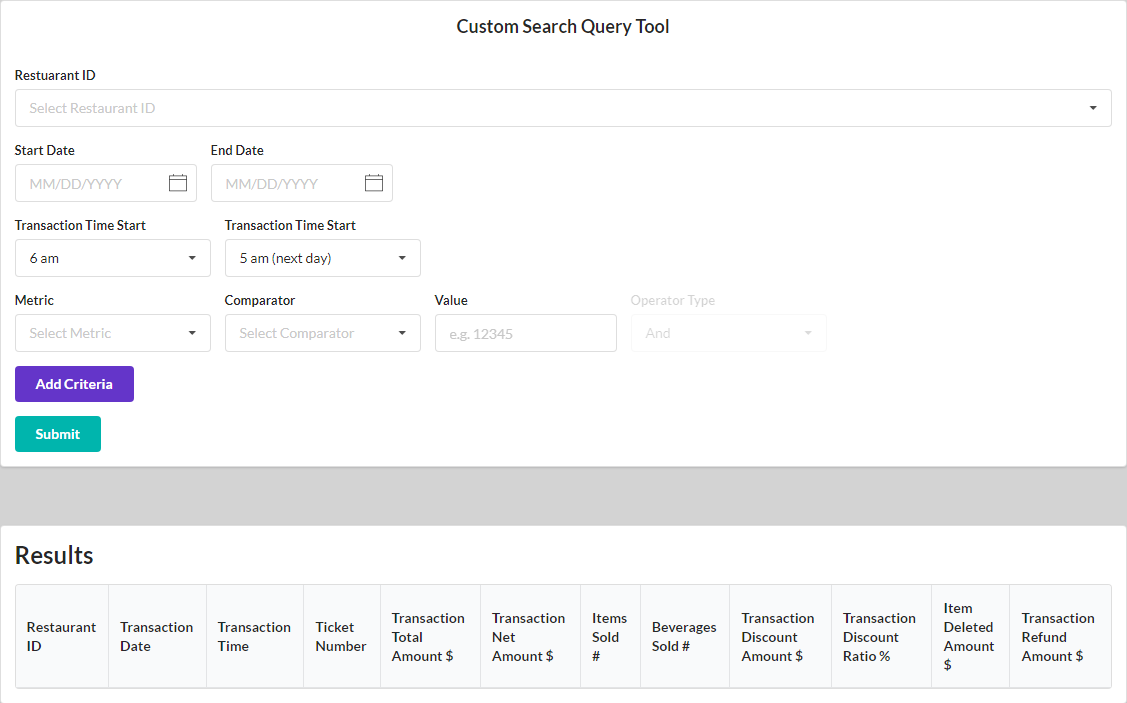 Custom Search Query Tool
Restuarant ID
Select Restaurant ID
Start Date End Date
MM/DD/YYYY MM/DD/YYYY
Transaction Time Start Transaction Time Start
6 am 5 am (next day)
Metric Comparator Value Operator Type
Select Metric Select Comparator e.g. 12345 And
Add Criteria
Submit
Results
Restaurant
ID
Transaction
Date
Transaction
Time
Ticket
Number
Transaction
Total
Amount $
Transaction
Net
Amount $
Items
Sold
#
Beverages
Sold #
Transaction
Discount
Amount $
Transaction
Discount
Ratio %
Item
Deleted
Amount
$
Transaction
Refund
Amount $